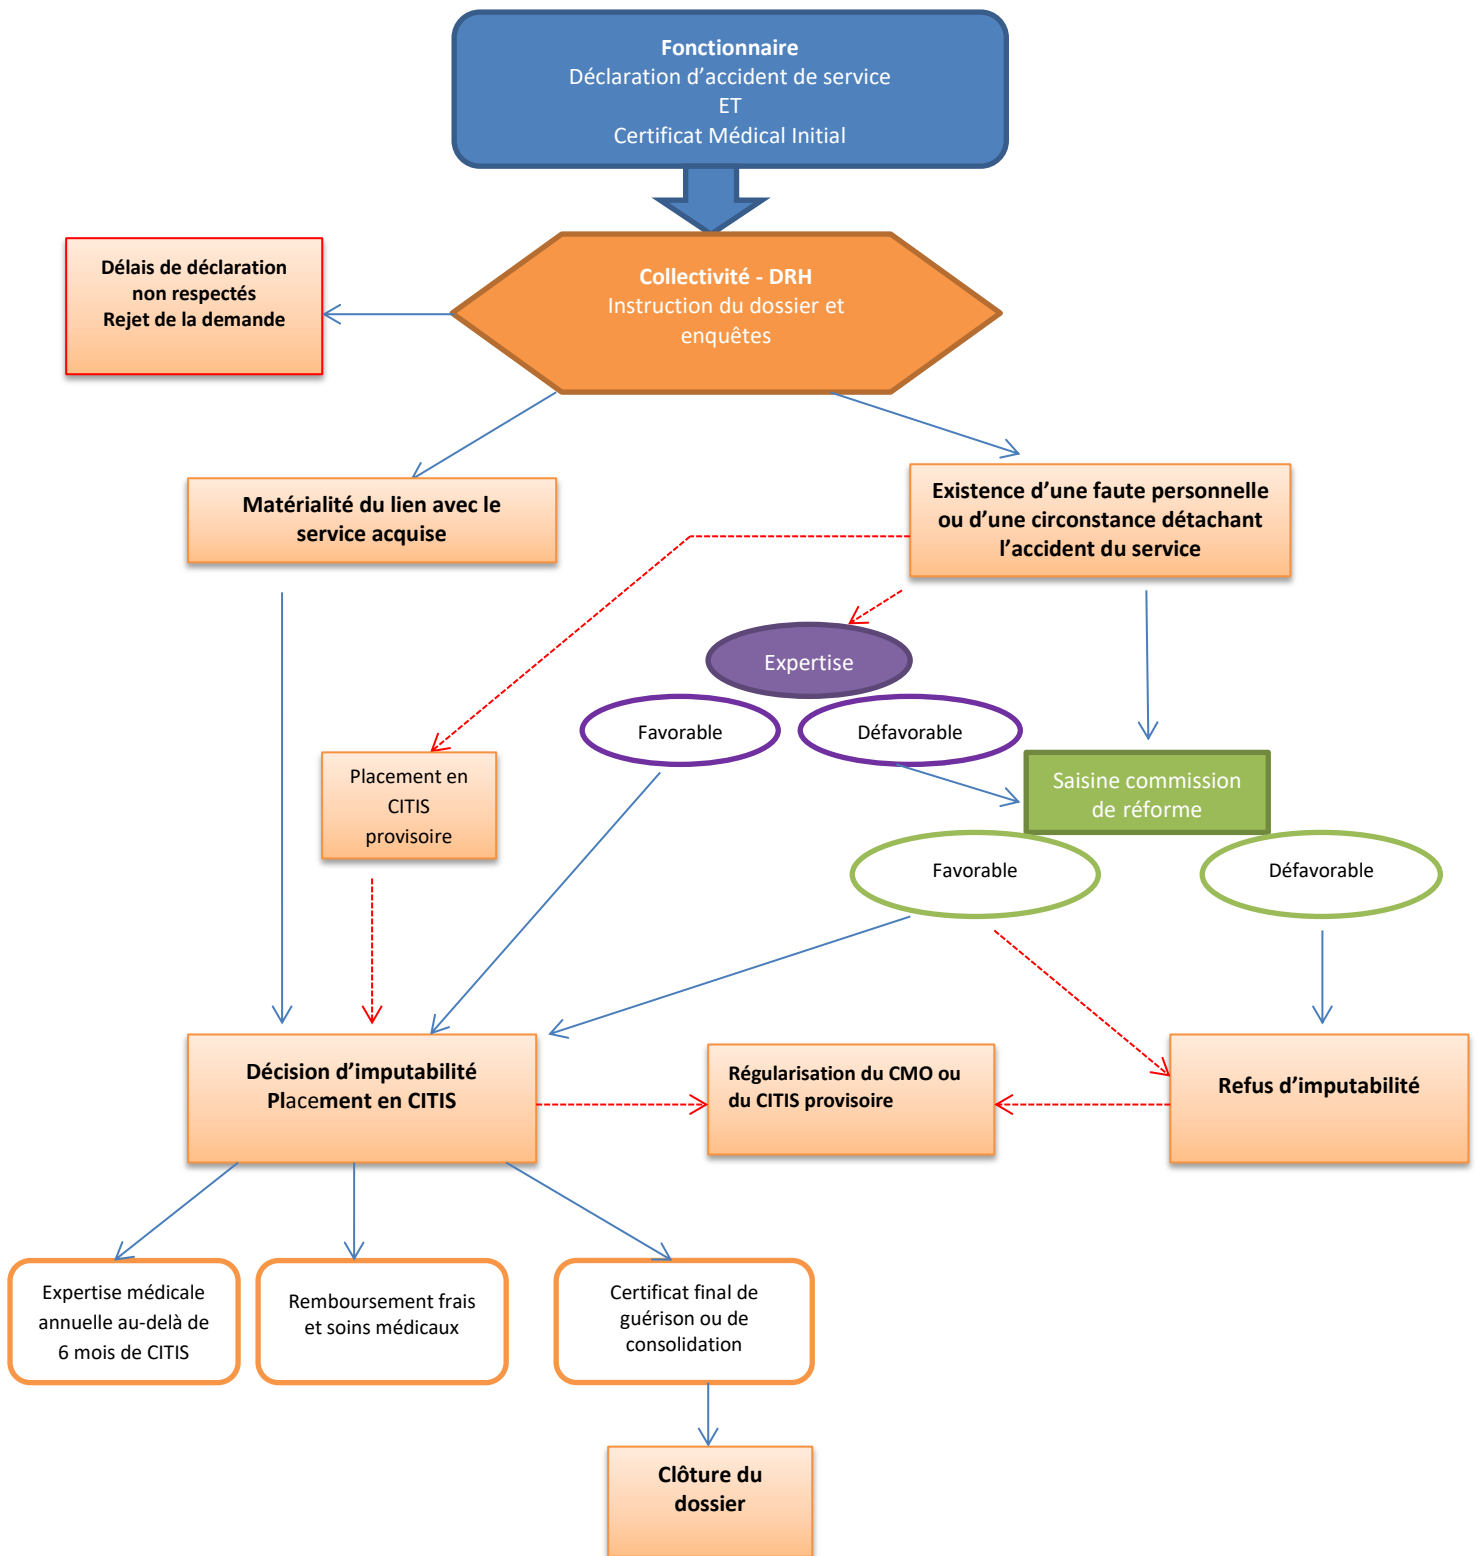 Fonctionnaire
Déclaration d’accident de service
ET
Certificat Médical Initial
Délais de déclaration
non respectés
Rejet de la demande
Collectivité - DRH
Instruction du dossier et
enquêtes
Matérialité du lien avec le
service acquise
Existence d’une faute personnelle
ou d’une circonstance détachant
l’accident du service
Expertise
Favorable
Défavorable
Placement en
CITIS
provisoire
Saisine commission
de réforme
Favorable
Défavorable
Décision d’imputabilité
Placement en CITIS
Régularisation du CMO ou
du CITIS provisoire
Refus d’imputabilité
Expertise médicale
annuelle au-delà de
6 mois de CITIS
Remboursement frais
et soins médicaux
Certificat final de
guérison ou de
consolidation
Clôture du
dossier